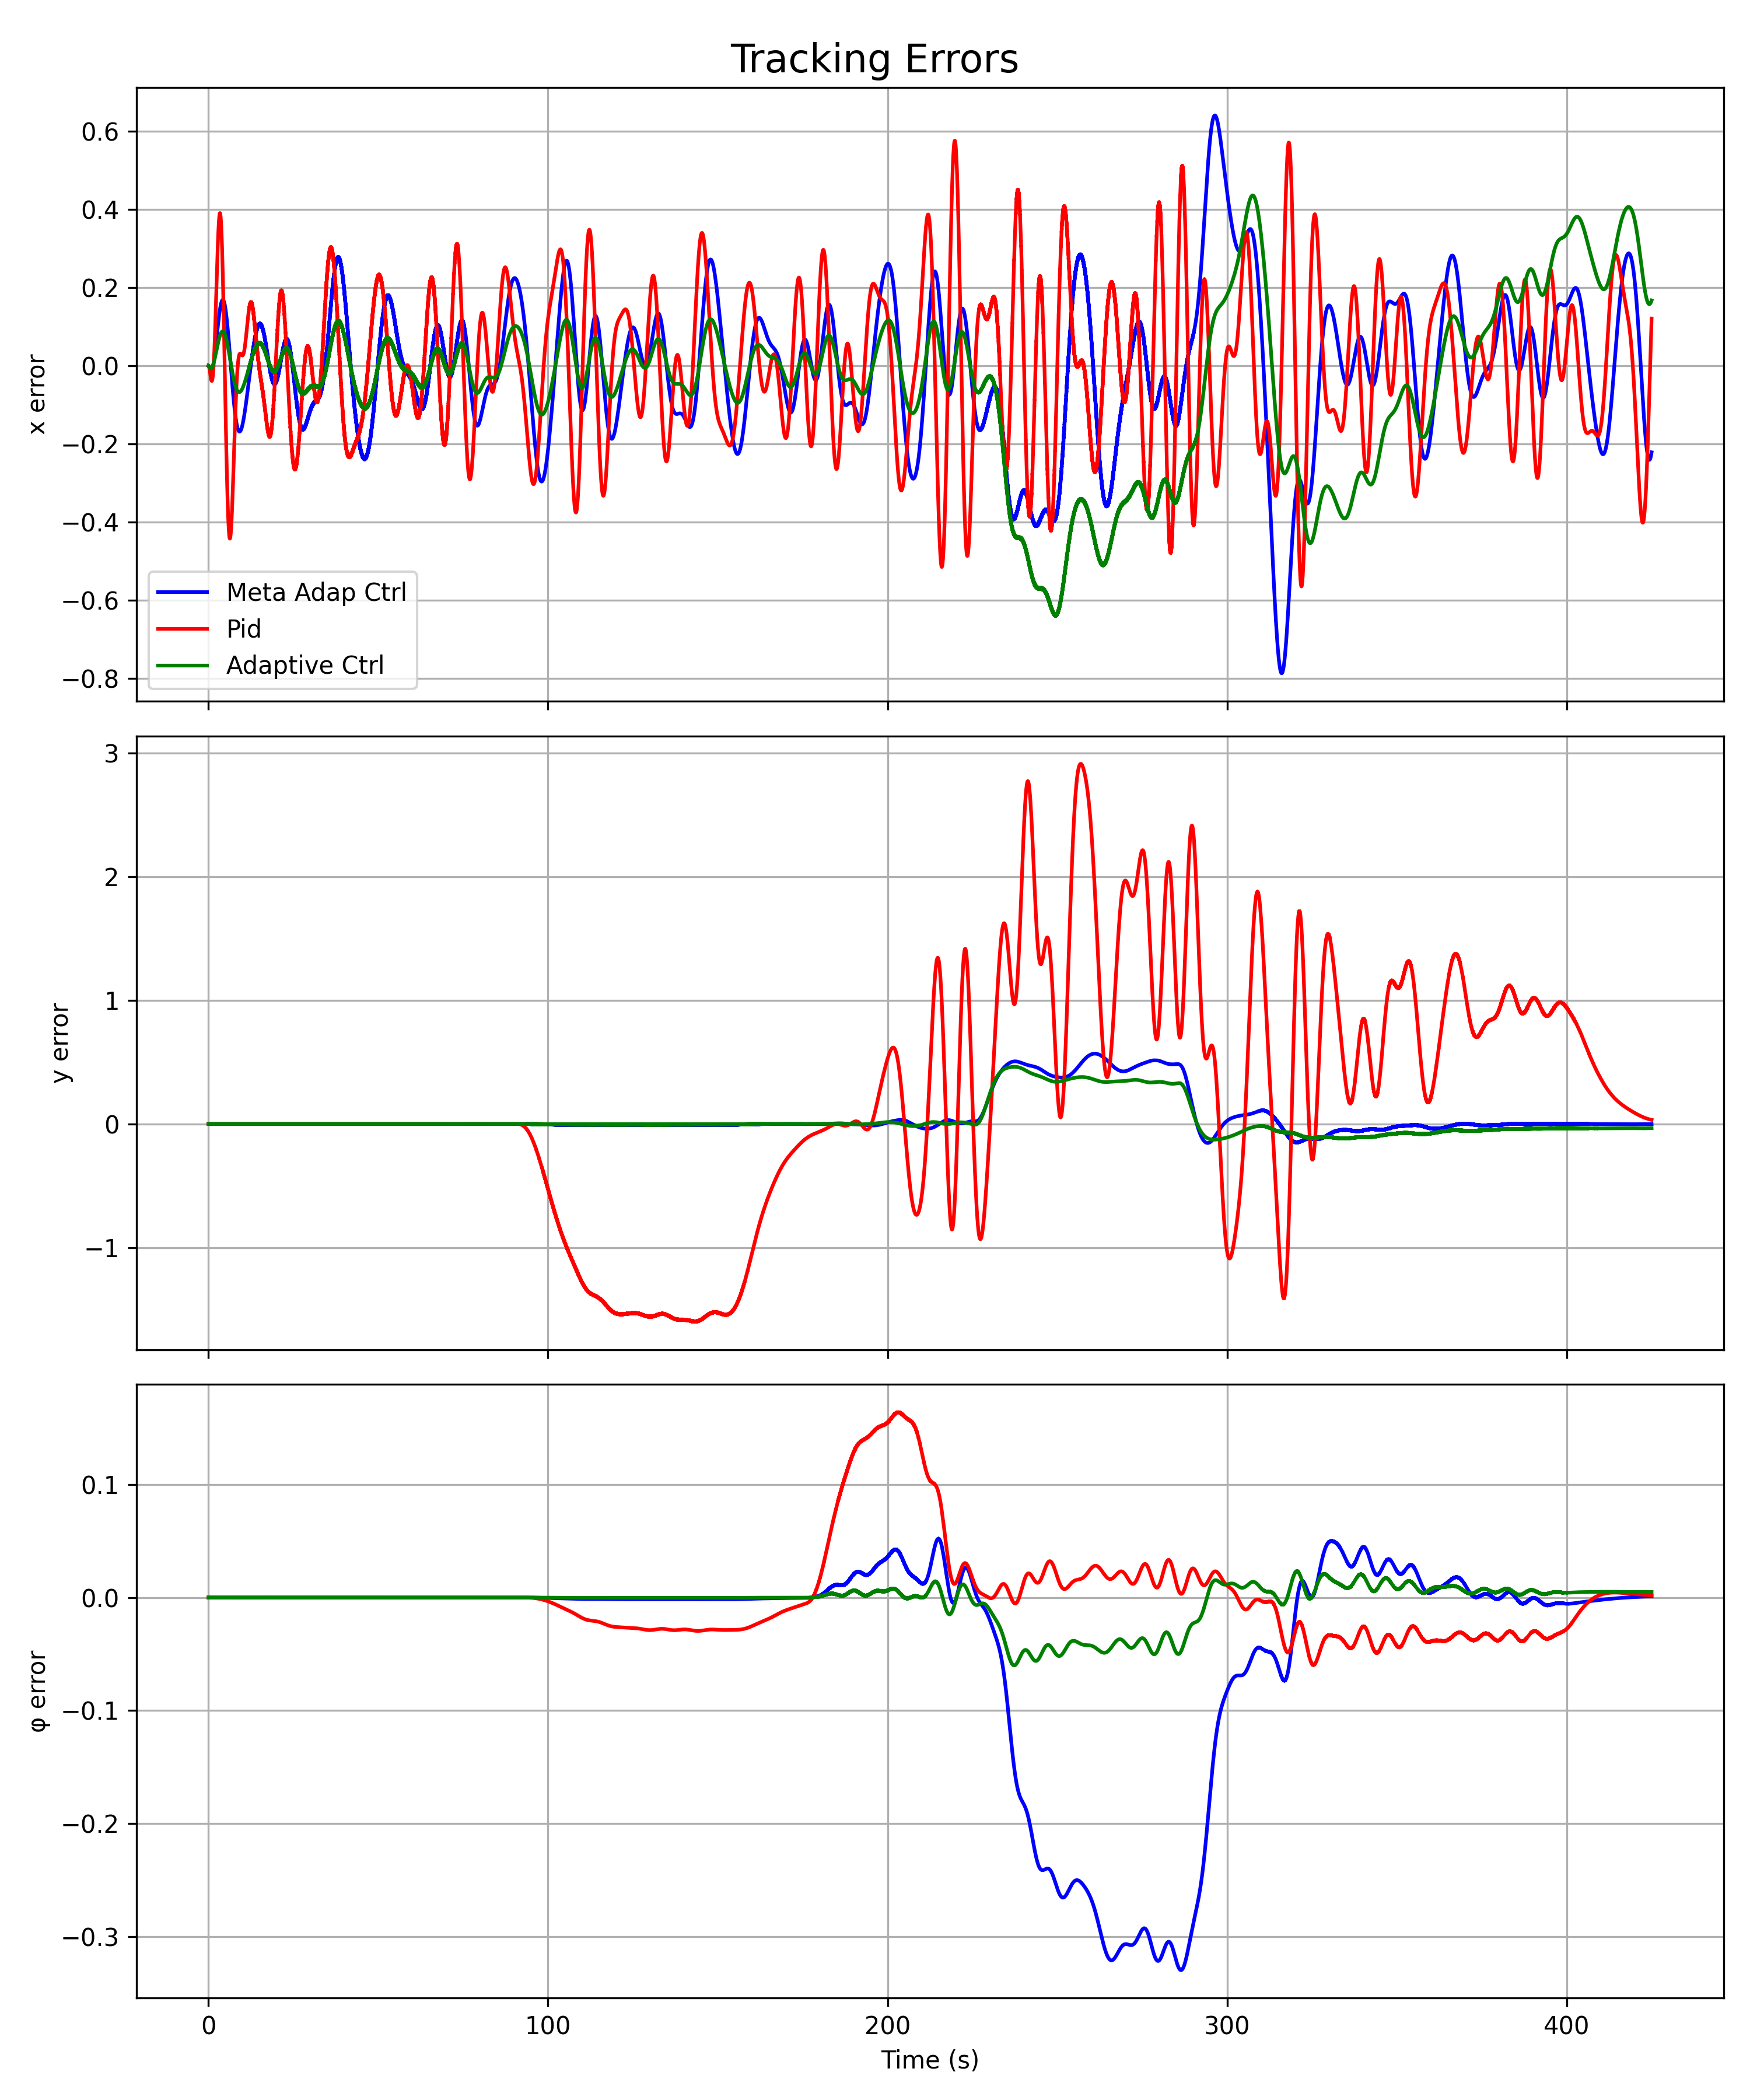 Tracking Errors
0.6
0.4
0.2
0.0
−0.2
−0.4
−0.6
−0.8
x error
Meta Adap Ctrl
Pid
Adaptive Ctrl
3
2
1
0
−1
y error
0.1
0.0
−0.1
−0.2
−0.3
φ error
0 100 200 300 400
Time (s)